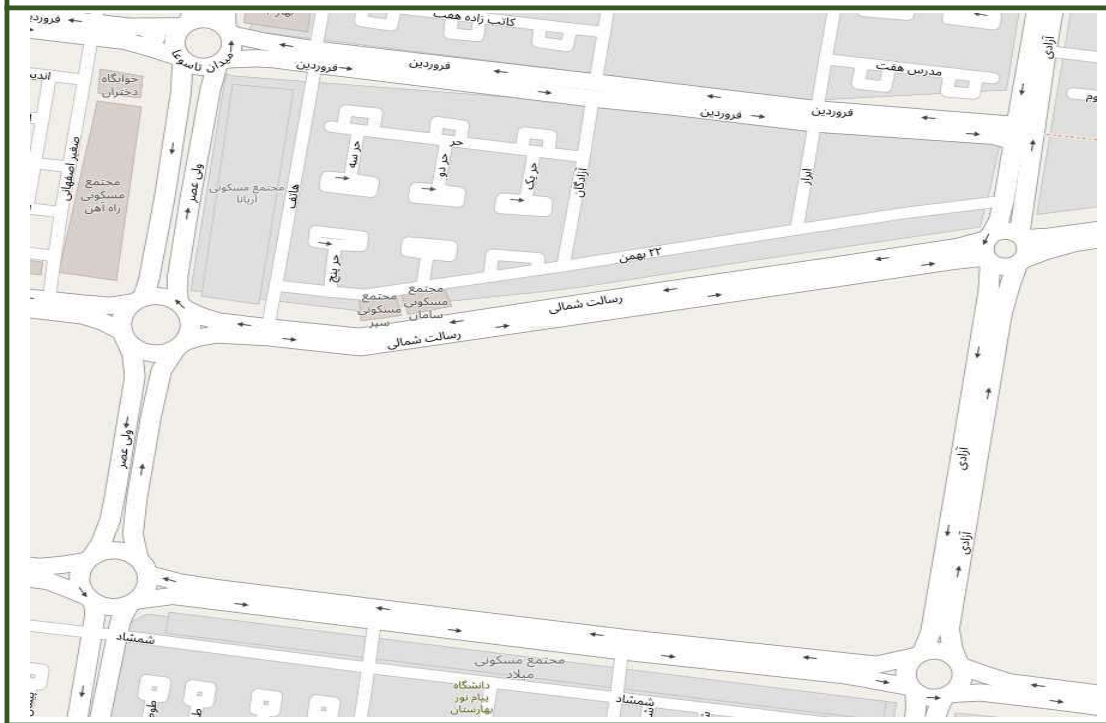 فروردین
کاتب زاده هفت
آزادی
میدان تاسوعا
خوابگاه
دختران
فروردین
فروردین
مدرس هفت
فروردین
فروردین
صفیر اصفهانی
مجتمع
مسکونی
راه آهن
ولی عصر
مجتمع مسکونی
آریانا
هاتف
حر سه
حر
حر دو
حر یک
آزادگان
ابرار
حر پنج
۲۲ بهمن
مجتمع
مسکونی
سپر
مجتمع
مسکونی
سامان
رسالت شمالی
رسالت شمالی
ولی عصر
آزادی
آزادی
شمشاد
مجتمع مسکونی
میلاد
دانشگاه
پیام نور
بهارستان
شمشاد